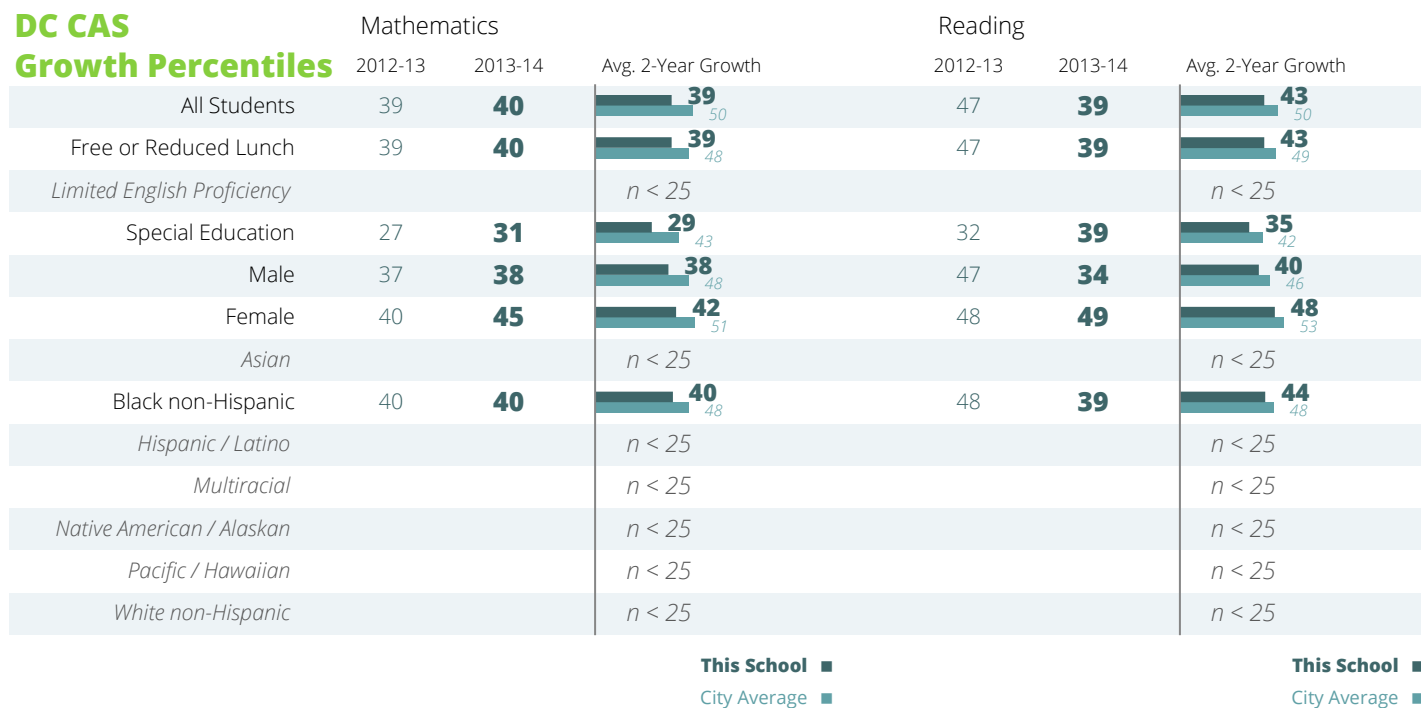 DC CAS
Growth Percentiles
Mathematics Reading
2012-13 2013-14 Avg. 2-Year Growth 2012-13 2013-14 Avg. 2-Year Growth
All Students 39 40 39 50 47 39 43 50
Free or Reduced Lunch 39 40 39 48 47 39 43 49
Limited English Proficiency n < 25 n < 25
Special Education 27 31 29 43 32 39 35 42
Male 37 38 38 48 47 34 40 46
Female 40 45 42 51 48 49 48 53
Asian n < 25 n < 25
Black non-Hispanic 40 40 40 48 48 39 44 48
Hispanic / Latino n < 25 n < 25
Multiracial n < 25 n < 25
Native American / Alaskan n < 25 n < 25
Pacific / Hawaiian n < 25 n < 25
White non-Hispanic n < 25 n < 25
This School This School
City Average City Average